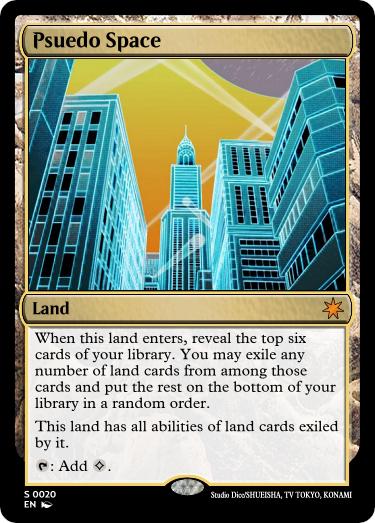 Psuedo Space
Land
When this land enters, reveal the top six
cards of your library. You may exile any
number of land cards from among those
cards and put the rest on the bottom of your
library in a random order.
This land has all abilities of land cards exiled
by it.
: Add .
S 0020
EN
Studio Dice/SHUEISHA, TV TOKYO, KONAMI